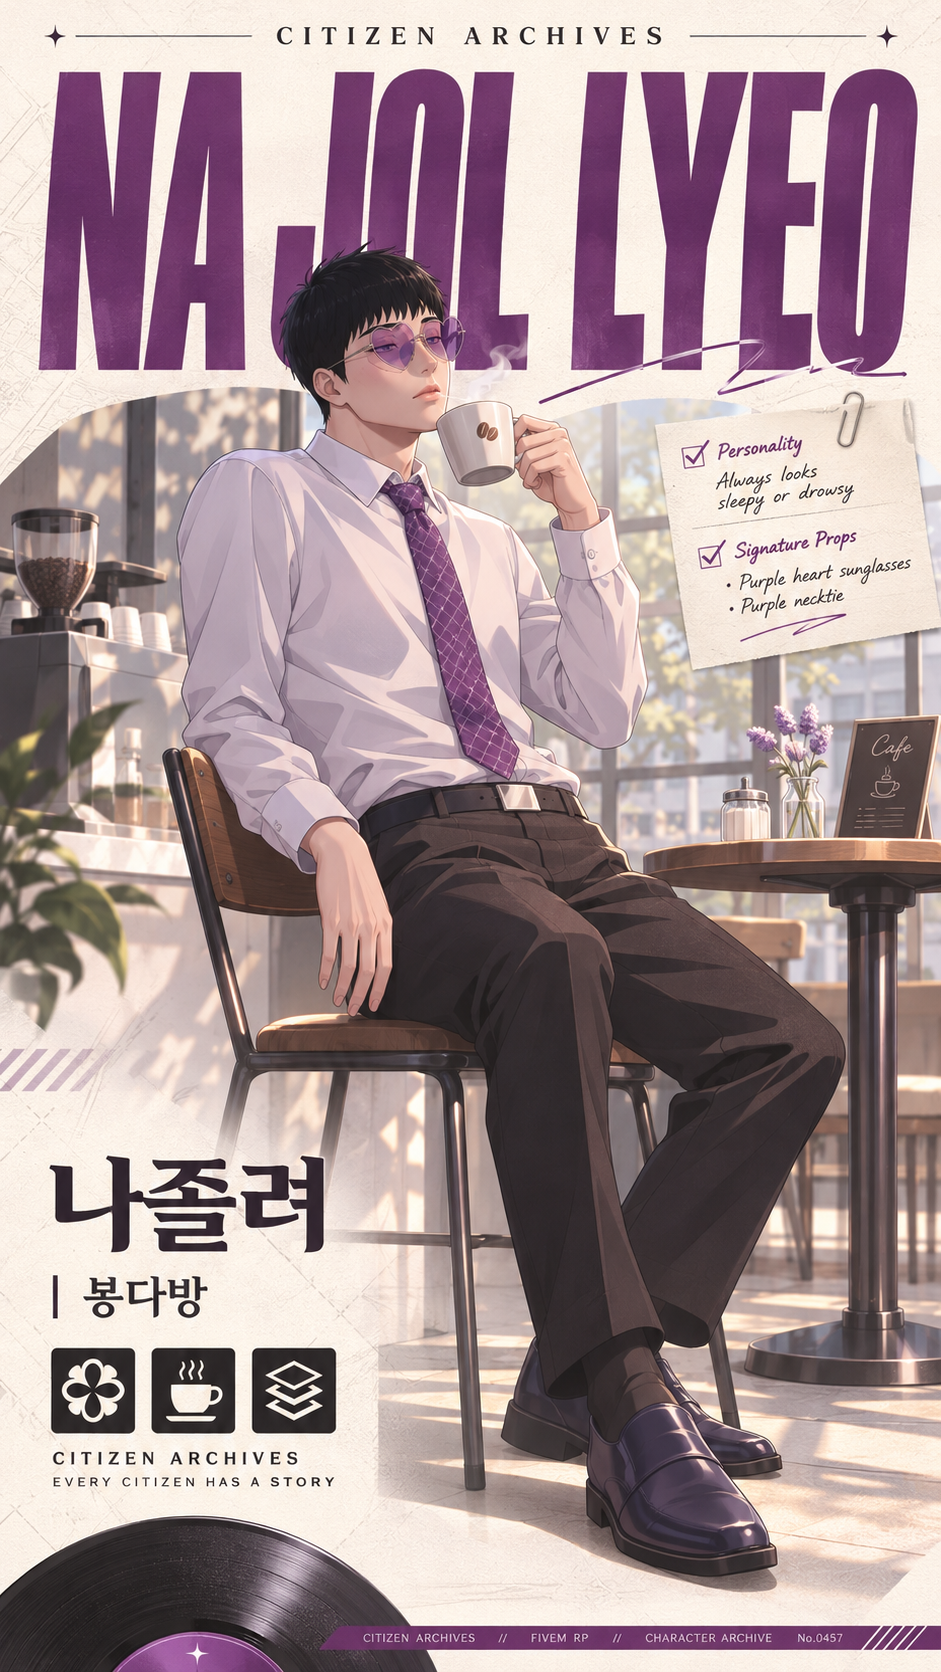 CITIZEN ARCHIVES
NA JOL LYEO
Personality
Always looks
sleepy or drowsy
Signature Props
• Purple heart sunglasses
• Purple necktie
Cafe
나졸려
| 봉다방
CITIZEN ARCHIVES
EVERY CITIZEN HAS A STORY
CITIZEN ARCHIVES // FIVEM RP // CHARACTER ARCHIVE No.0457